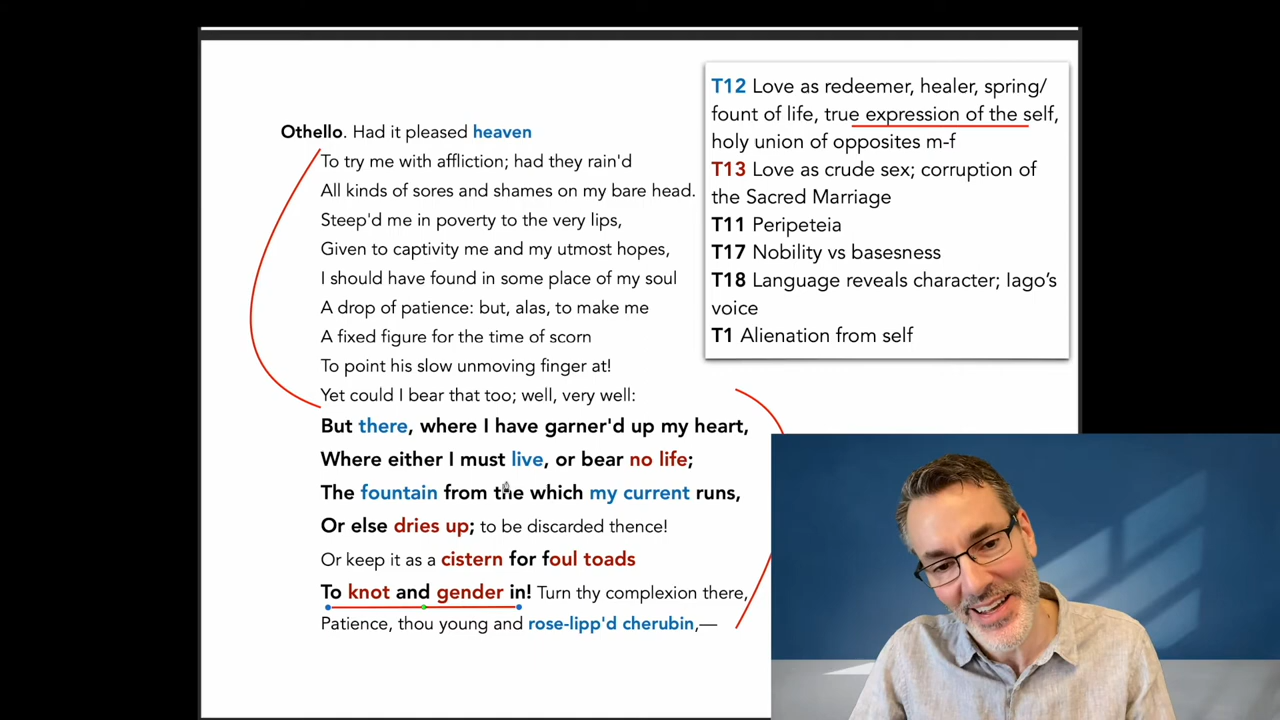 Othello. Had it pleased heaven
To try me with affliction; had they rain'd
All kinds of sores and shames on my bare head.
Steep'd me in poverty to the very lips,
Given to captivity me and my utmost hopes,
I should have found in some place of my soul
A drop of patience: but, alas, to make me
A fixed figure for the time of scorn
To point his slow unmoving finger at!
Yet could I bear that too; well, very well:
But there, where I have garner'd up my heart,
Where either I must live, or bear no life;
The fountain from the which my current runs,
Or else dries up; to be discarded thence!
Or keep it as a cistern for foul toads
To knot and gender in! Turn thy complexion there,
Patience, thou young and rose-lipp'd cherubin,—
T12 Love as redeemer, healer, spring/
fount of life, true expression of the self,
holy union of opposites m-f
T13 Love as crude sex; corruption of
the Sacred Marriage
T11 Peripeteia
T17 Nobility vs basesness
T18 Language reveals character; Iago's
voice
T1 Alienation from self